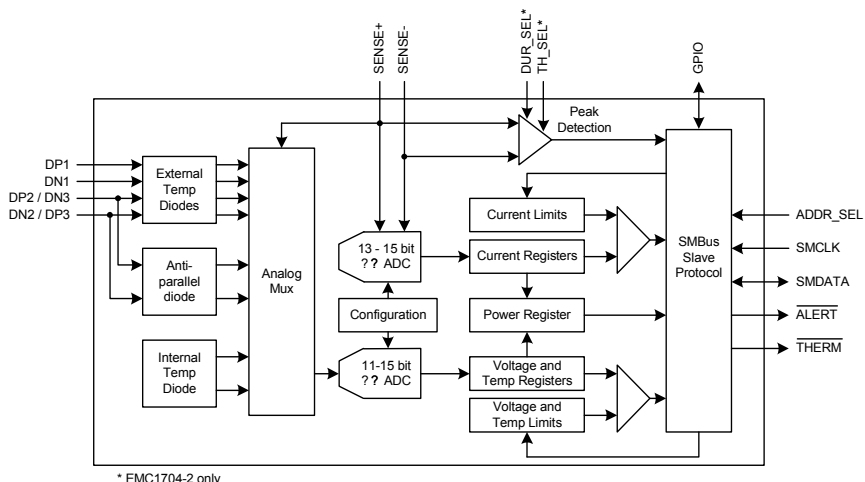 SENSE+
SENSE-
DUR_SEL*
TH_SEL*
GPIO
Peak
Detection
DP1
DN1
DP2 / DN3
DN2 / DP3
External
Temp
Diodes
Anti-
parallel
diode
Internal
Temp
Diode
Analog
Mux
13 - 15 bit
?? ADC
Configuration
11-15 bit
?? ADC
Current Limits
Current Registers
Power Register
Voltage and
Temp Registers
Voltage and
Temp Limits
SMBus
Slave
Protocol
ADDR_SEL
SMCLK
SMDATA
ALERT
THERM
* EMC1704-2 only